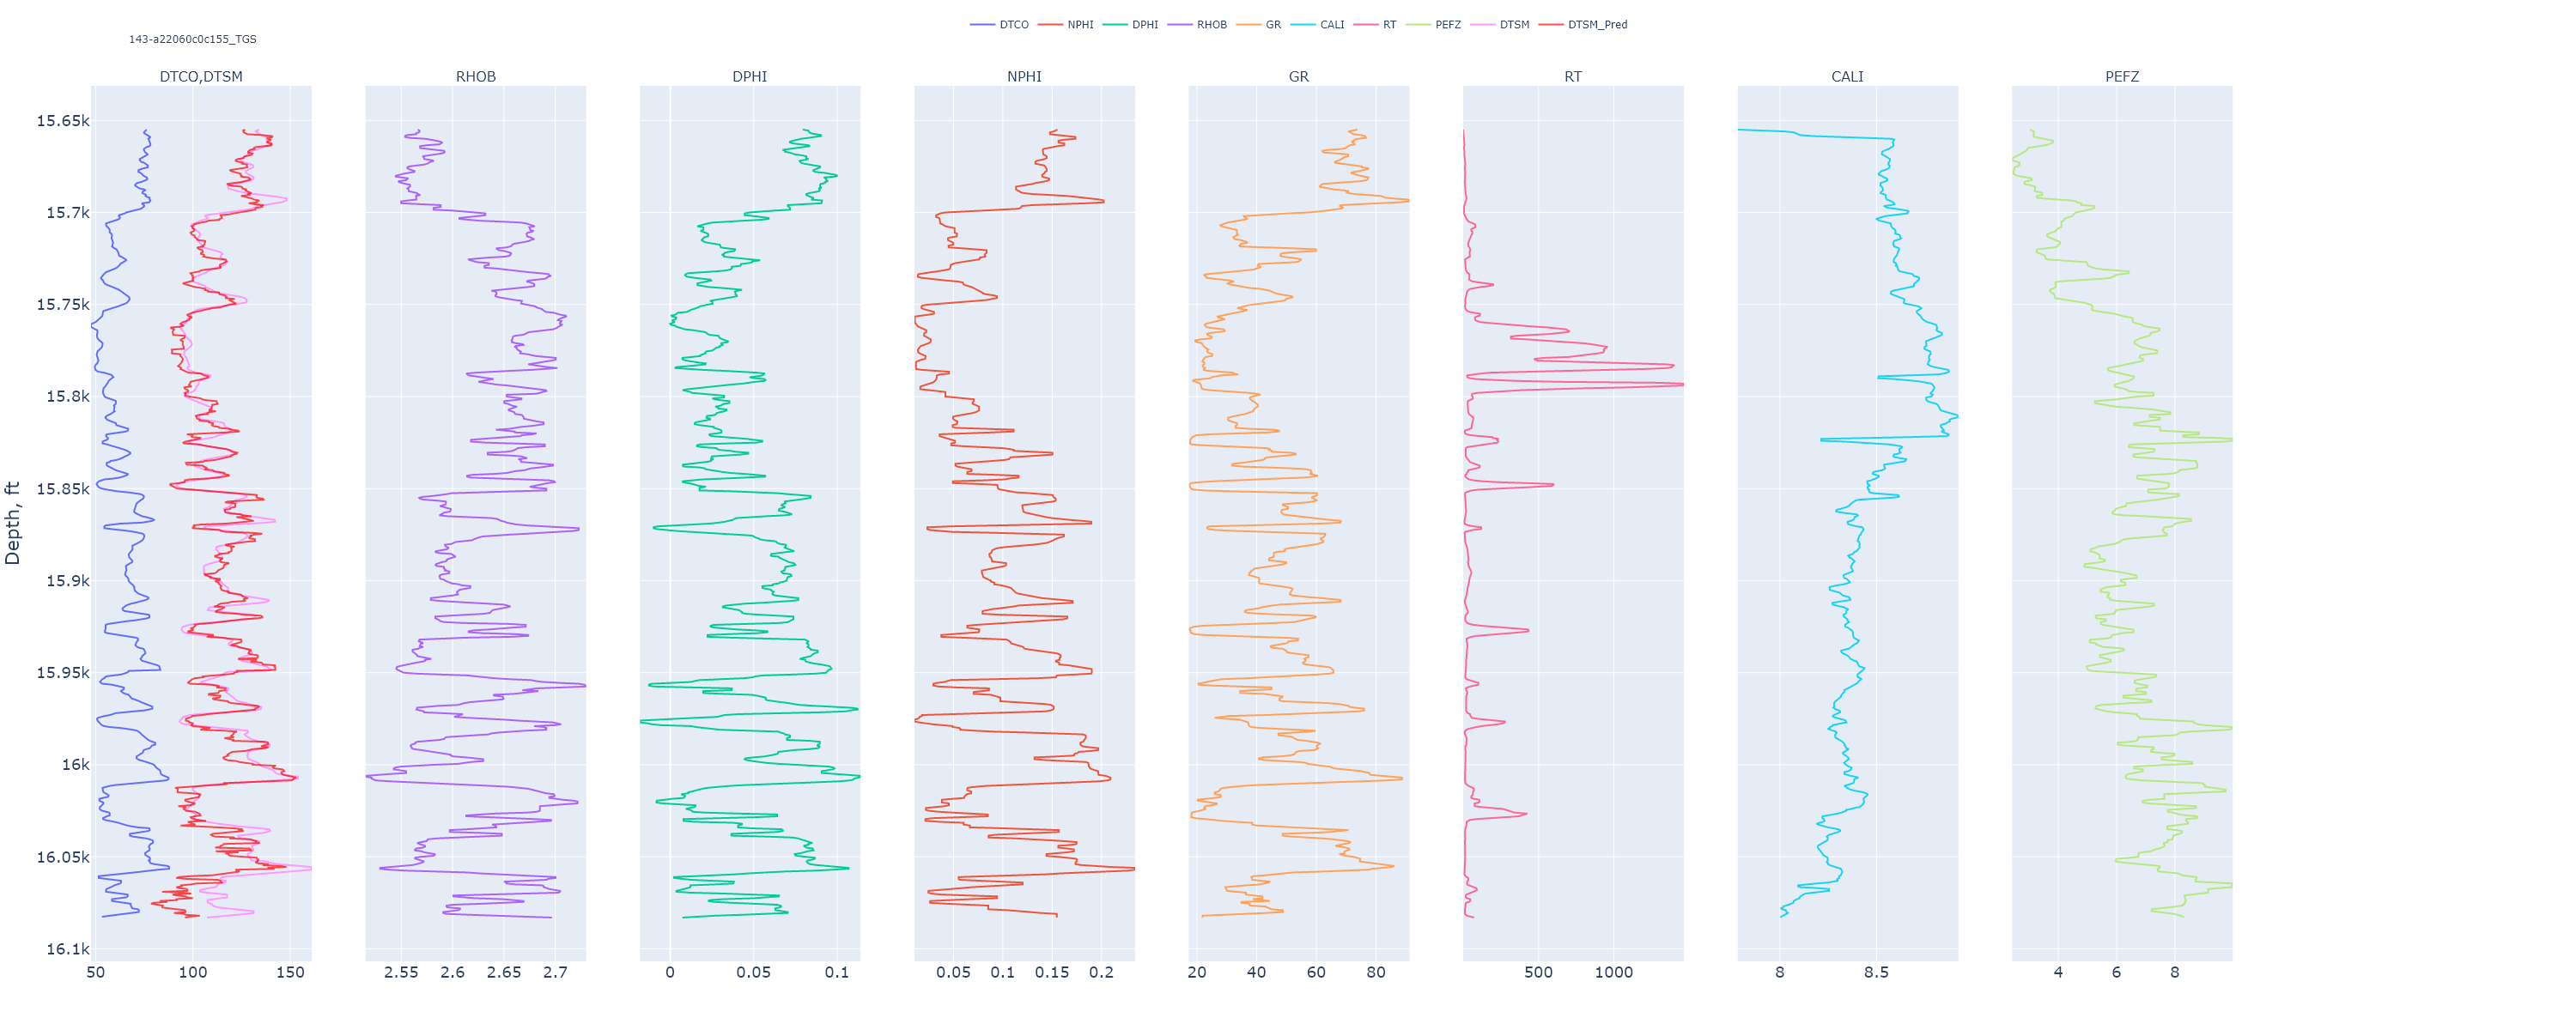 DTCO NPHI DPHI RHOB GR CALI RT PEFZ DTSM DTSM_Pred
143-a22060c0c155_TGS
DTCO,DTSM RHOB DPHI NPHI GR RT CALI PEFZ
Depth, ft
15.65k
15.7k
15.75k
15.8k
15.85k
15.9k
15.95k
16k
16.05k
16.1k
50 100 150 2.55 2.6 2.65 2.7 0 0.05 0.1 0.05 0.1 0.15 0.2 20 40 60 80 500 1000 8 8.5 4 6 8